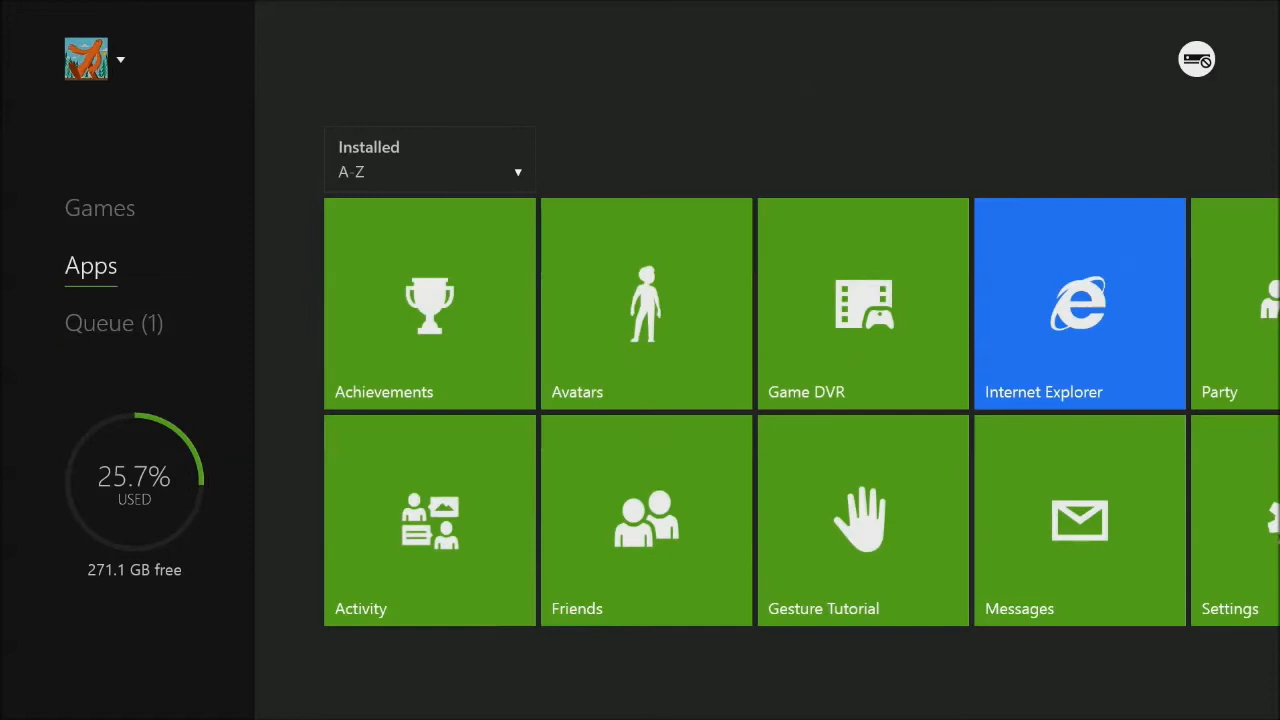 Games
Apps
Queue (1)
25.7%
USED
271.1 GB free
Installed
A-Z
Achievements
Avatars
Game DVR
Internet Explorer
Party
Activity
Friends
Gesture Tutorial
Messages
Settings